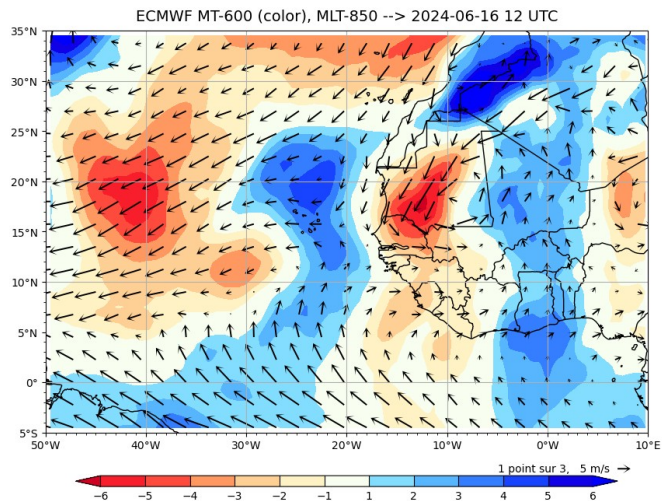 ECMWF MT-600 (color), MLT-850 --> 2024-06-16 12 UTC
35°N
30°N
25°N
20°N
15°N
10°N
5°N
0°
5°S
50°W 40°W 30°W 20°W 10°W 0°W 10°E
1 point sur 3, 5 m/s
−6 −4 −3 −2 −1 1 2 3 4 5 6